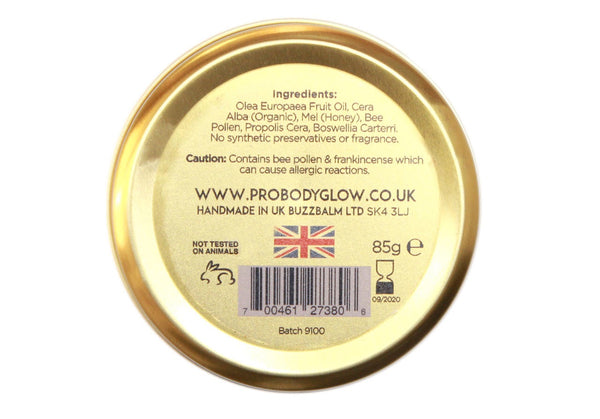 Ingredients:
Olea Europaea Fruit Oil, Cera
Alba (Organic), Mel (Honey), Bee
Pollen, Propolis Cera, Boswellia Carterri.
No synthetic preservatives or fragrance.
Caution: Contains bee pollen & frankincense which
can cause allergic reactions.
WWW.PROBODYGLOW.CO.UK
HANDMADE IN UK BUZZBALM LTD SK4 3LJ
NOT TESTED
ON ANIMALS
85g e
09/2020
7 00461 27380 6
Batch 9100